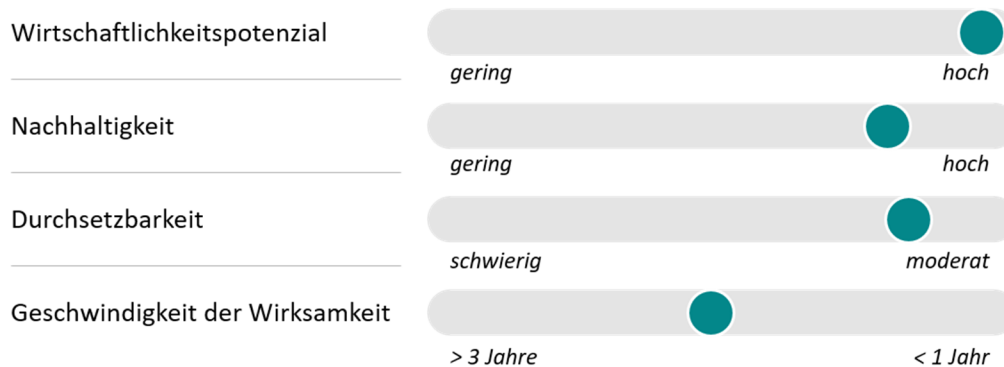 Wirtschaftlichkeitspotenzial
gering hoch
Nachhaltigkeit
gering hoch
Durchsetzbarkeit
schwierig moderat
Geschwindigkeit der Wirksamkeit
> 3 Jahre < 1 Jahr